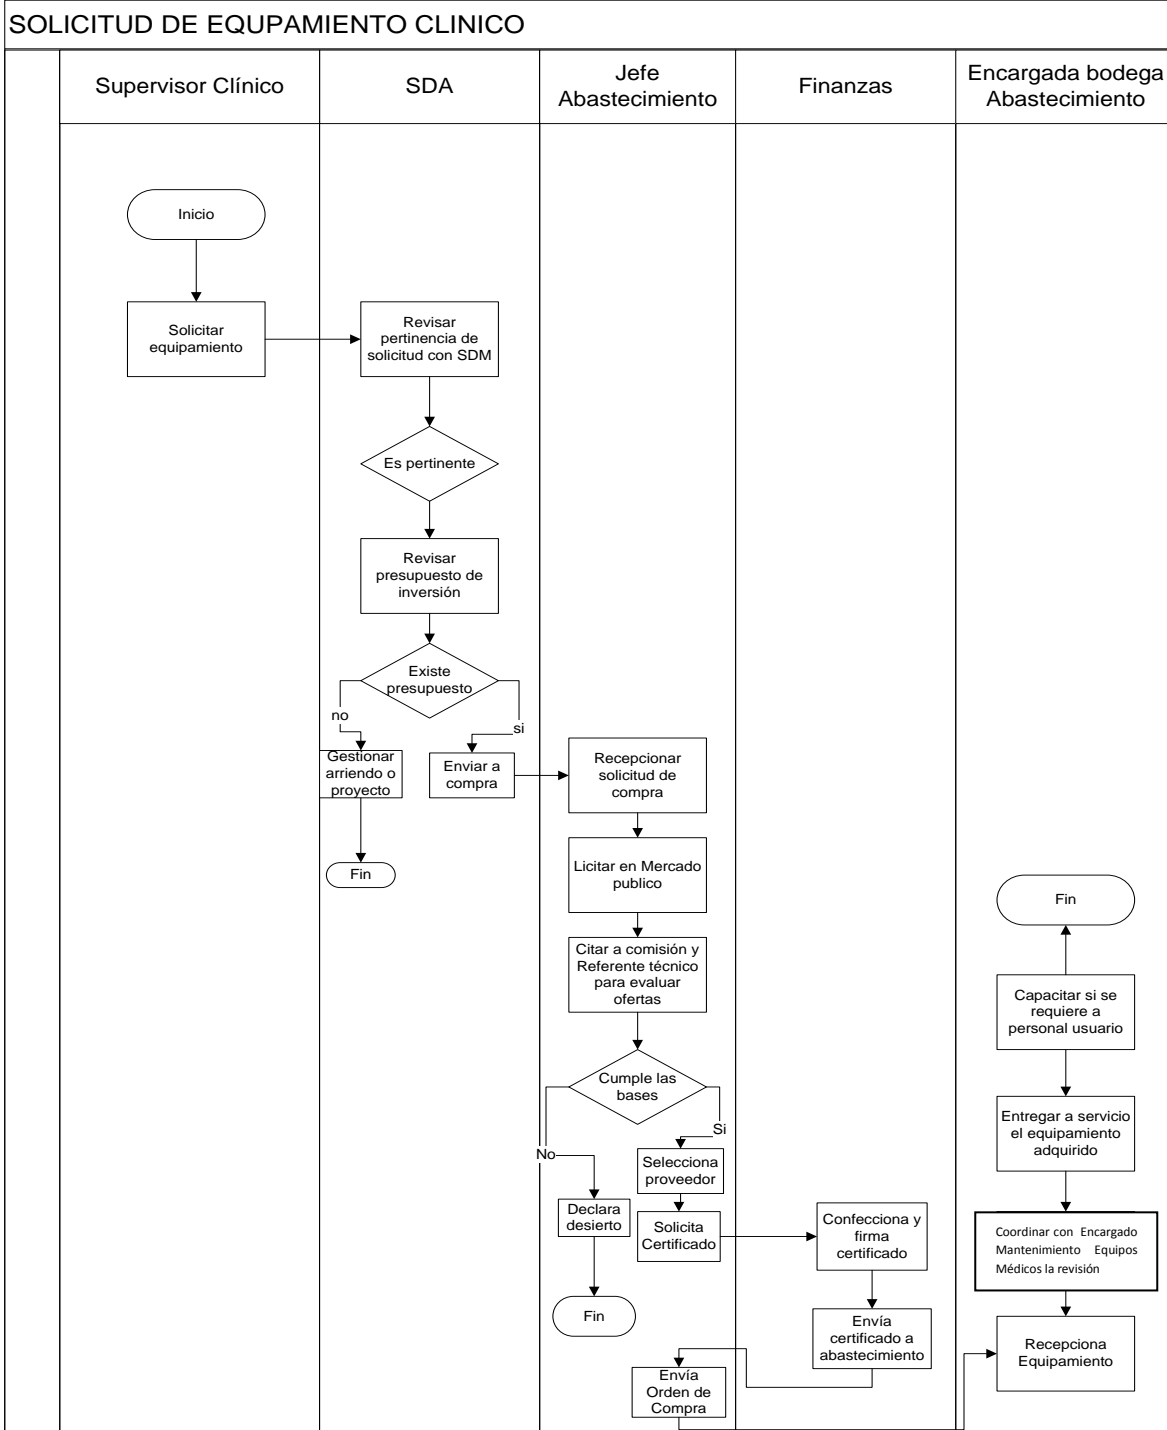 SOLICITUD DE EQUPAMIENTO CLINICO
Supervisor Clínico
SDA
Jefe
Abastecimiento
Finanzas
Encargada bodega
Abastecimiento
Inicio
Solicitar
equipamiento
Revisar
pertinencia de
solicitud con SDM
Es pertinente
Revisar
presupuesto de
inversión
Existe
presupuesto
no
si
Gestionar
arriendo o
proyecto
Enviar a
compra
Fin
Recepcionar
solicitud de
compra
Licitar en Mercado
publico
Citar a comisión y
Referente técnico
para evaluar
ofertas
Cumple las
bases
No
Si
Selecciona
proveedor
Declara
desierto
Solicita
Certificado
Fin
Confecciona y
firma
certificado
Envía
certificado a
abastecimiento
Envía
Orden de
Compra
Fin
Capacitar si se
requiere a
personal usuario
Entregar a servicio
el equipamiento
adquirido
Coordinar con Encargado
Mantenimiento Equipos
Médicos la revisión
Recepciona
Equipamiento